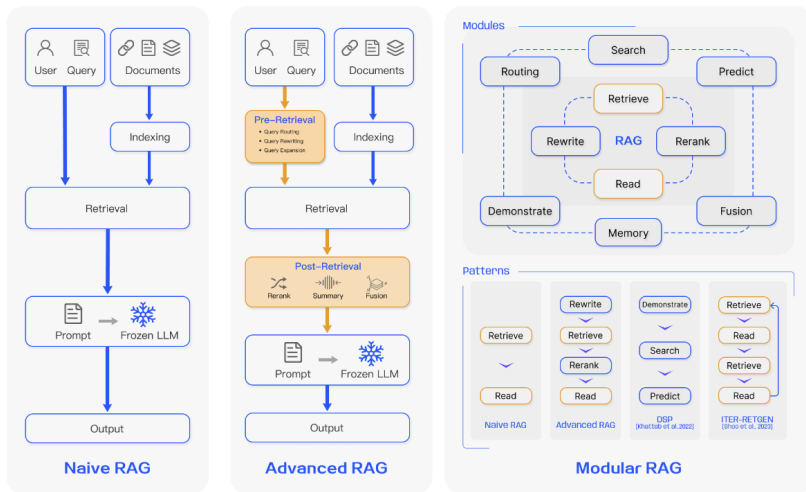 User Query
Documents
Indexing
Retrieval
Prompt
Frozen LLM
Output
Naive RAG
User Query
Documents
Pre-Retrieval
• Query Routing
• Query Rewriting
• Query Expansion
Indexing
Retrieval
Post-Retrieval
Rerank
Summary
Fusion
Prompt
Frozen LLM
Output
Advanced RAG
Modules
Search
Routing
Predict
Retrieve
Rewrite
RAG
Rerank
Read
Demonstrate
Fusion
Memory
Patterns
Retrieve
Read
Naive RAG
Rewrite
Retrieve
Rerank
Read
Advanced RAG
Demonstrate
Search
Predict
DSP
[Khattab et al.,2022]
Retrieve
Read
Retrieve
Read
ITER-RETGEN
[Shao et al., 2023]
Modular RAG